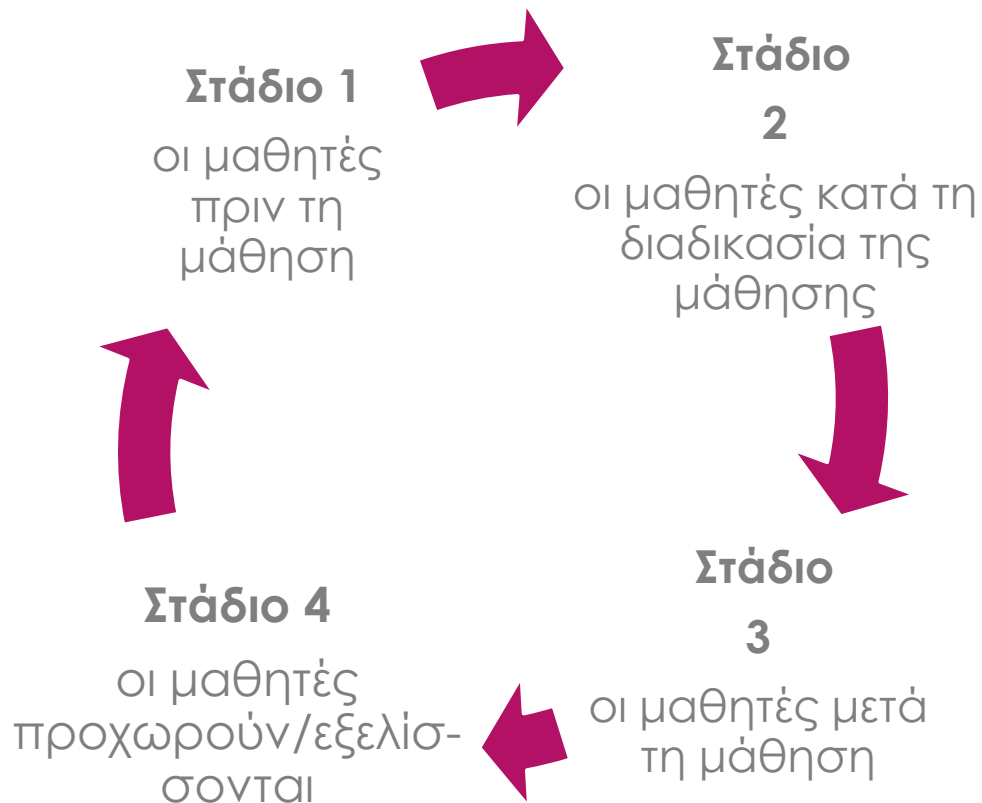 Στάδιο 1
οι μαθητές
πριν τη
μάθηση
Στάδιο
2
οι μαθητές κατά τη
διαδικασία της
μάθησης
Στάδιο
3
οι μαθητές μετά
τη μάθηση
Στάδιο 4
οι μαθητές
προχωρούν/εξελίσ-
σονται